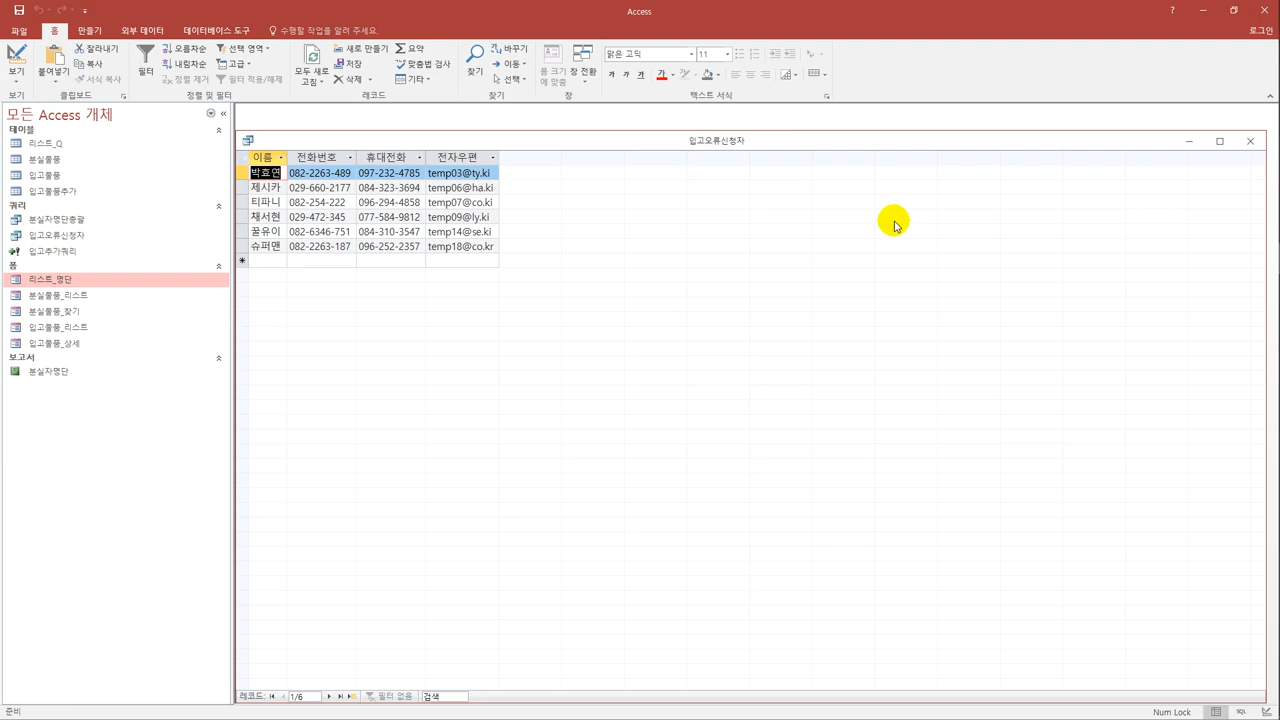 Access
로그인
파일 홈 만들기 외부 데이터 데이터베이스 도구 수행할 작업을 알려 주세요.
보기 붙여넣기 잘라내기 복사 서식 복사 필터 오름차순 내림차순 정렬 제거 선택 영역 고급 필터 적용/해제 모두 새로 고침 새로 만들기 저장 삭제 요약 맞춤법 검사 기타 찾기 바꾸기 이동 선택 폼 크기에 맞춤 창 전환 맑은 고딕 11 가 가 가
보기 클립보드 정렬 및 필터 레코드 찾기 창 텍스트 서식
모든 Access 개체
테이블
리스트_Q
분실물품
입고물품
입고물품추가
쿼리
분실자명단총괄
입고오류신청자
입고추가쿼리
폼
리스트_명단
분실물품_리스트
분실물품_찾기
입고물품_리스트
입고물품_상세
보고서
분실자명단
입고오류신청자
이름 전화번호 휴대전화 전자우편
박효연 082-2263-489 097-232-4785 temp03@ty.ki
제시카 029-660-2177 084-323-3694 temp06@ha.ki
티파니 082-254-222 096-294-4858 temp07@co.ki
채서현 029-472-345 077-584-9812 temp09@ly.ki
꿀유이 082-6346-751 084-310-3547 temp14@se.ki
슈퍼맨 082-2263-187 096-252-2357 temp18@co.kr
레코드: 1/6 필터 없음 검색
준비 Num Lock SQL